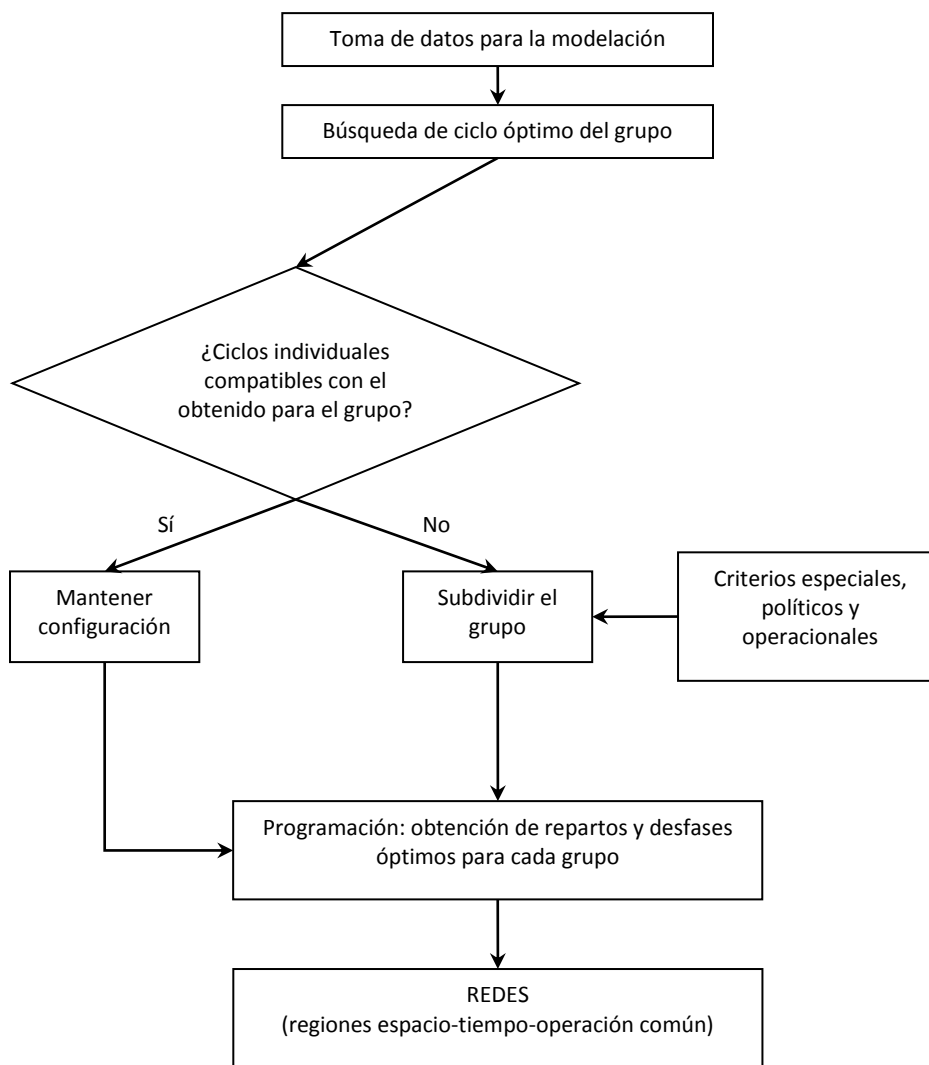 Toma de datos para la modelación
Búsqueda de ciclo óptimo del grupo
¿Ciclos individuales
compatibles con el
obtenido para el grupo?
Sí
No
Mantener
configuración
Subdividir el
grupo
Criterios especiales,
políticos y
operacionales
Programación: obtención de repartos y desfases
óptimos para cada grupo
REDES
(regiones espacio-tiempo-operación común)